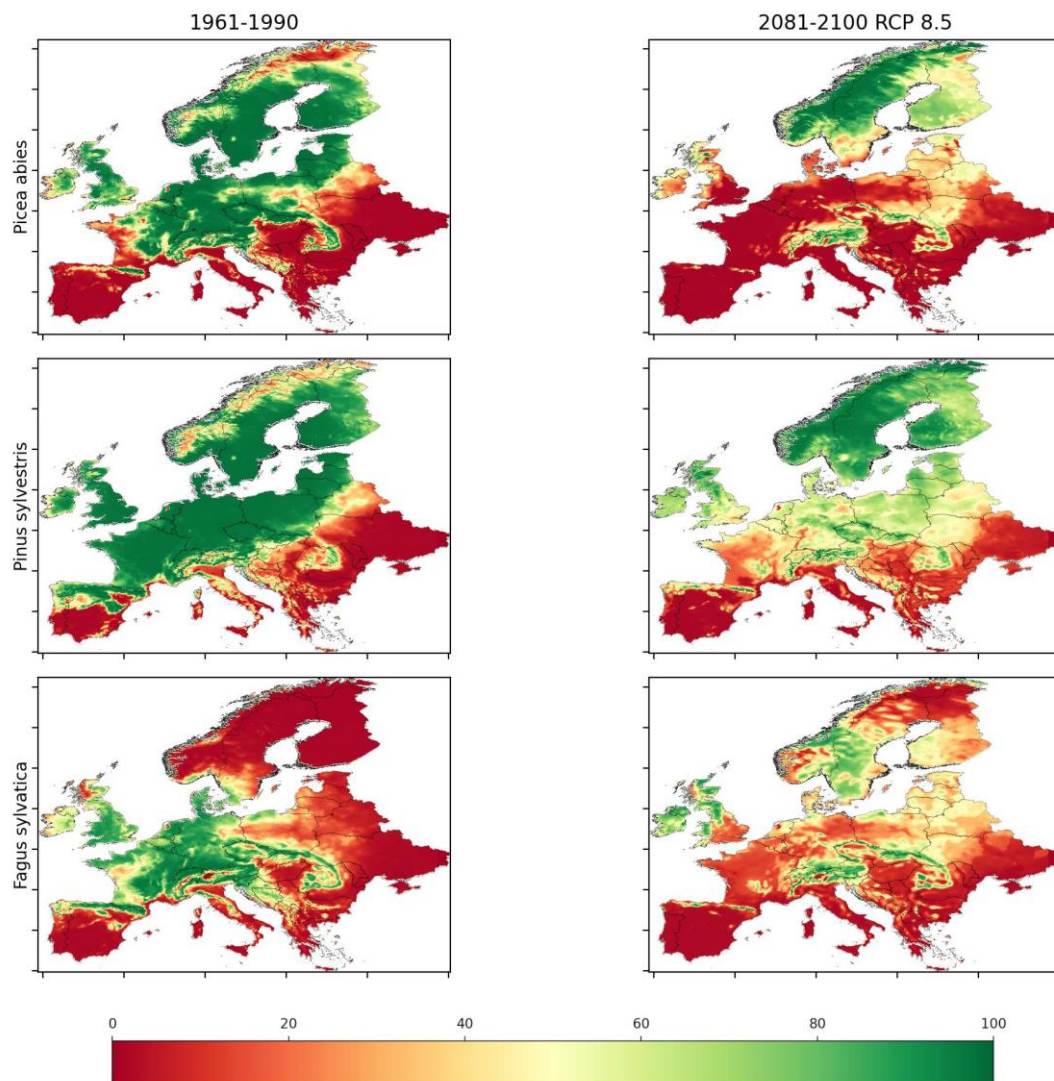 1961-1990
2081-2100 RCP 8.5
Picea abies
Pinus sylvestris
Fagus sylvatica
0 20 40 60 80 100